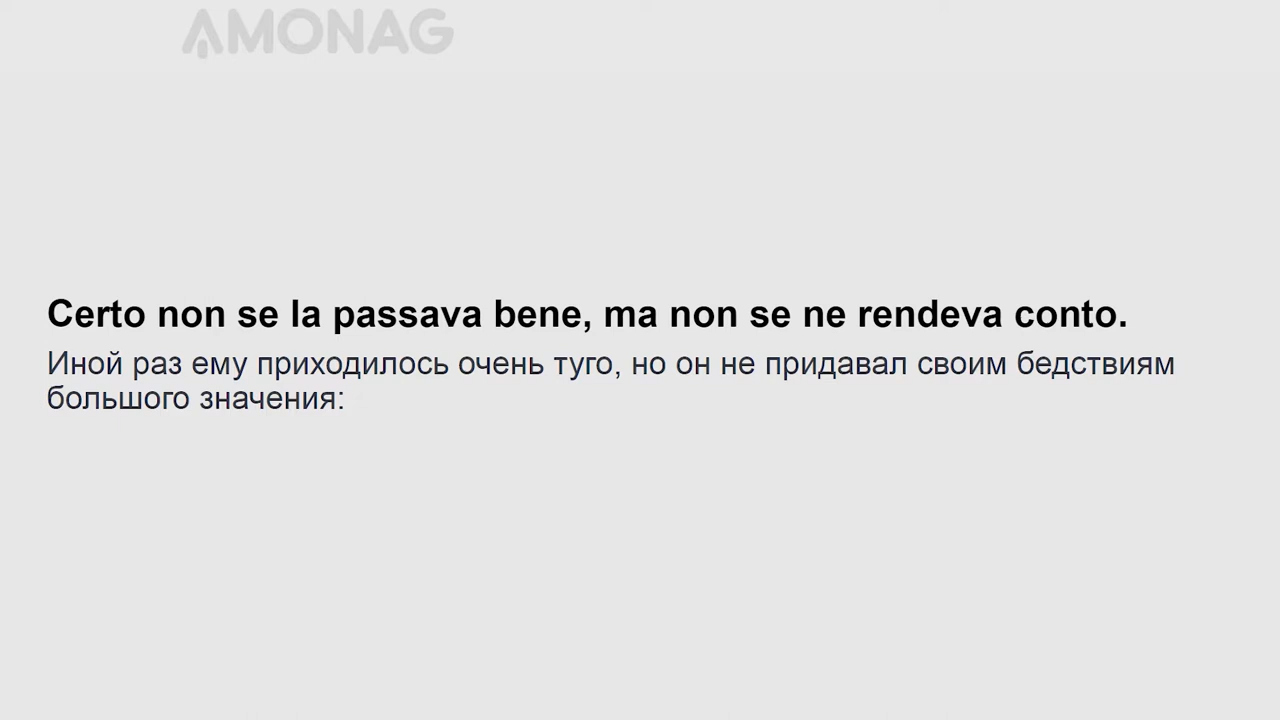 AMONAG
Certo non se la passava bene, ma non se ne rendeva conto.
Иной раз ему приходилось очень туго, но он не придавал своим бедствиям
большого значения: